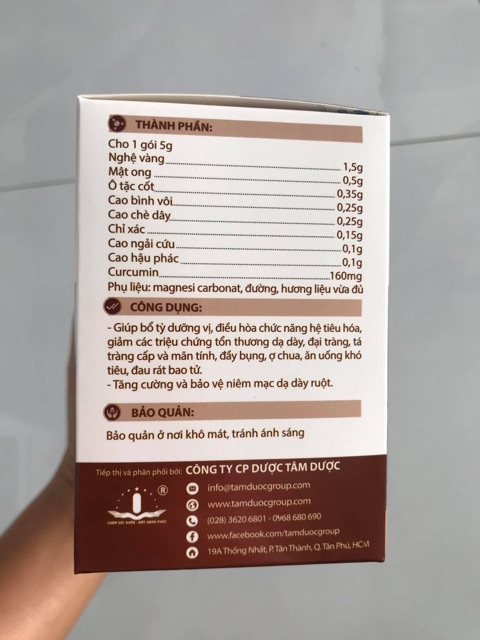 THÀNH PHẦN:
Cho 1 gói 5g
Nghệ vàng 1,5g
Mật ong 0,5g
Ô tặc cốt 0,35g
Cao bình vôi 0,25g
Cao chè dây 0,25g
Chỉ xác 0,15g
Cao ngải cứu 0,1g
Cao hậu phác 0,1g
Curcumin 160mg
Phụ liệu: magnesi carbonat, đường, hương liệu vừa đủ
CÔNG DỤNG:
- Giúp bổ tỳ dưỡng vị, điều hòa chức năng hệ tiêu hóa,
giảm các triệu chứng tổn thương dạ dày, đại tràng, tá
tràng cấp và mãn tính, đầy bụng, ợ chua, ăn uống khó
tiêu, đau rát bao tử.
- Tăng cường và bảo vệ niêm mạc dạ dày ruột.
BẢO QUẢN:
Bảo quản ở nơi khô mát, tránh ánh sáng
Tiếp thị và phân phối bởi: CÔNG TY CP DƯỢC TÂM DƯỢC
®
info@tamduocgroup.com
www.tamduocgroup.com
(028) 3620 6801 - 0968 680 690
www.facebook.com/tamduocgroup
19A Thống Nhất, P. Tân Thành, Q. Tân Phú, HCM